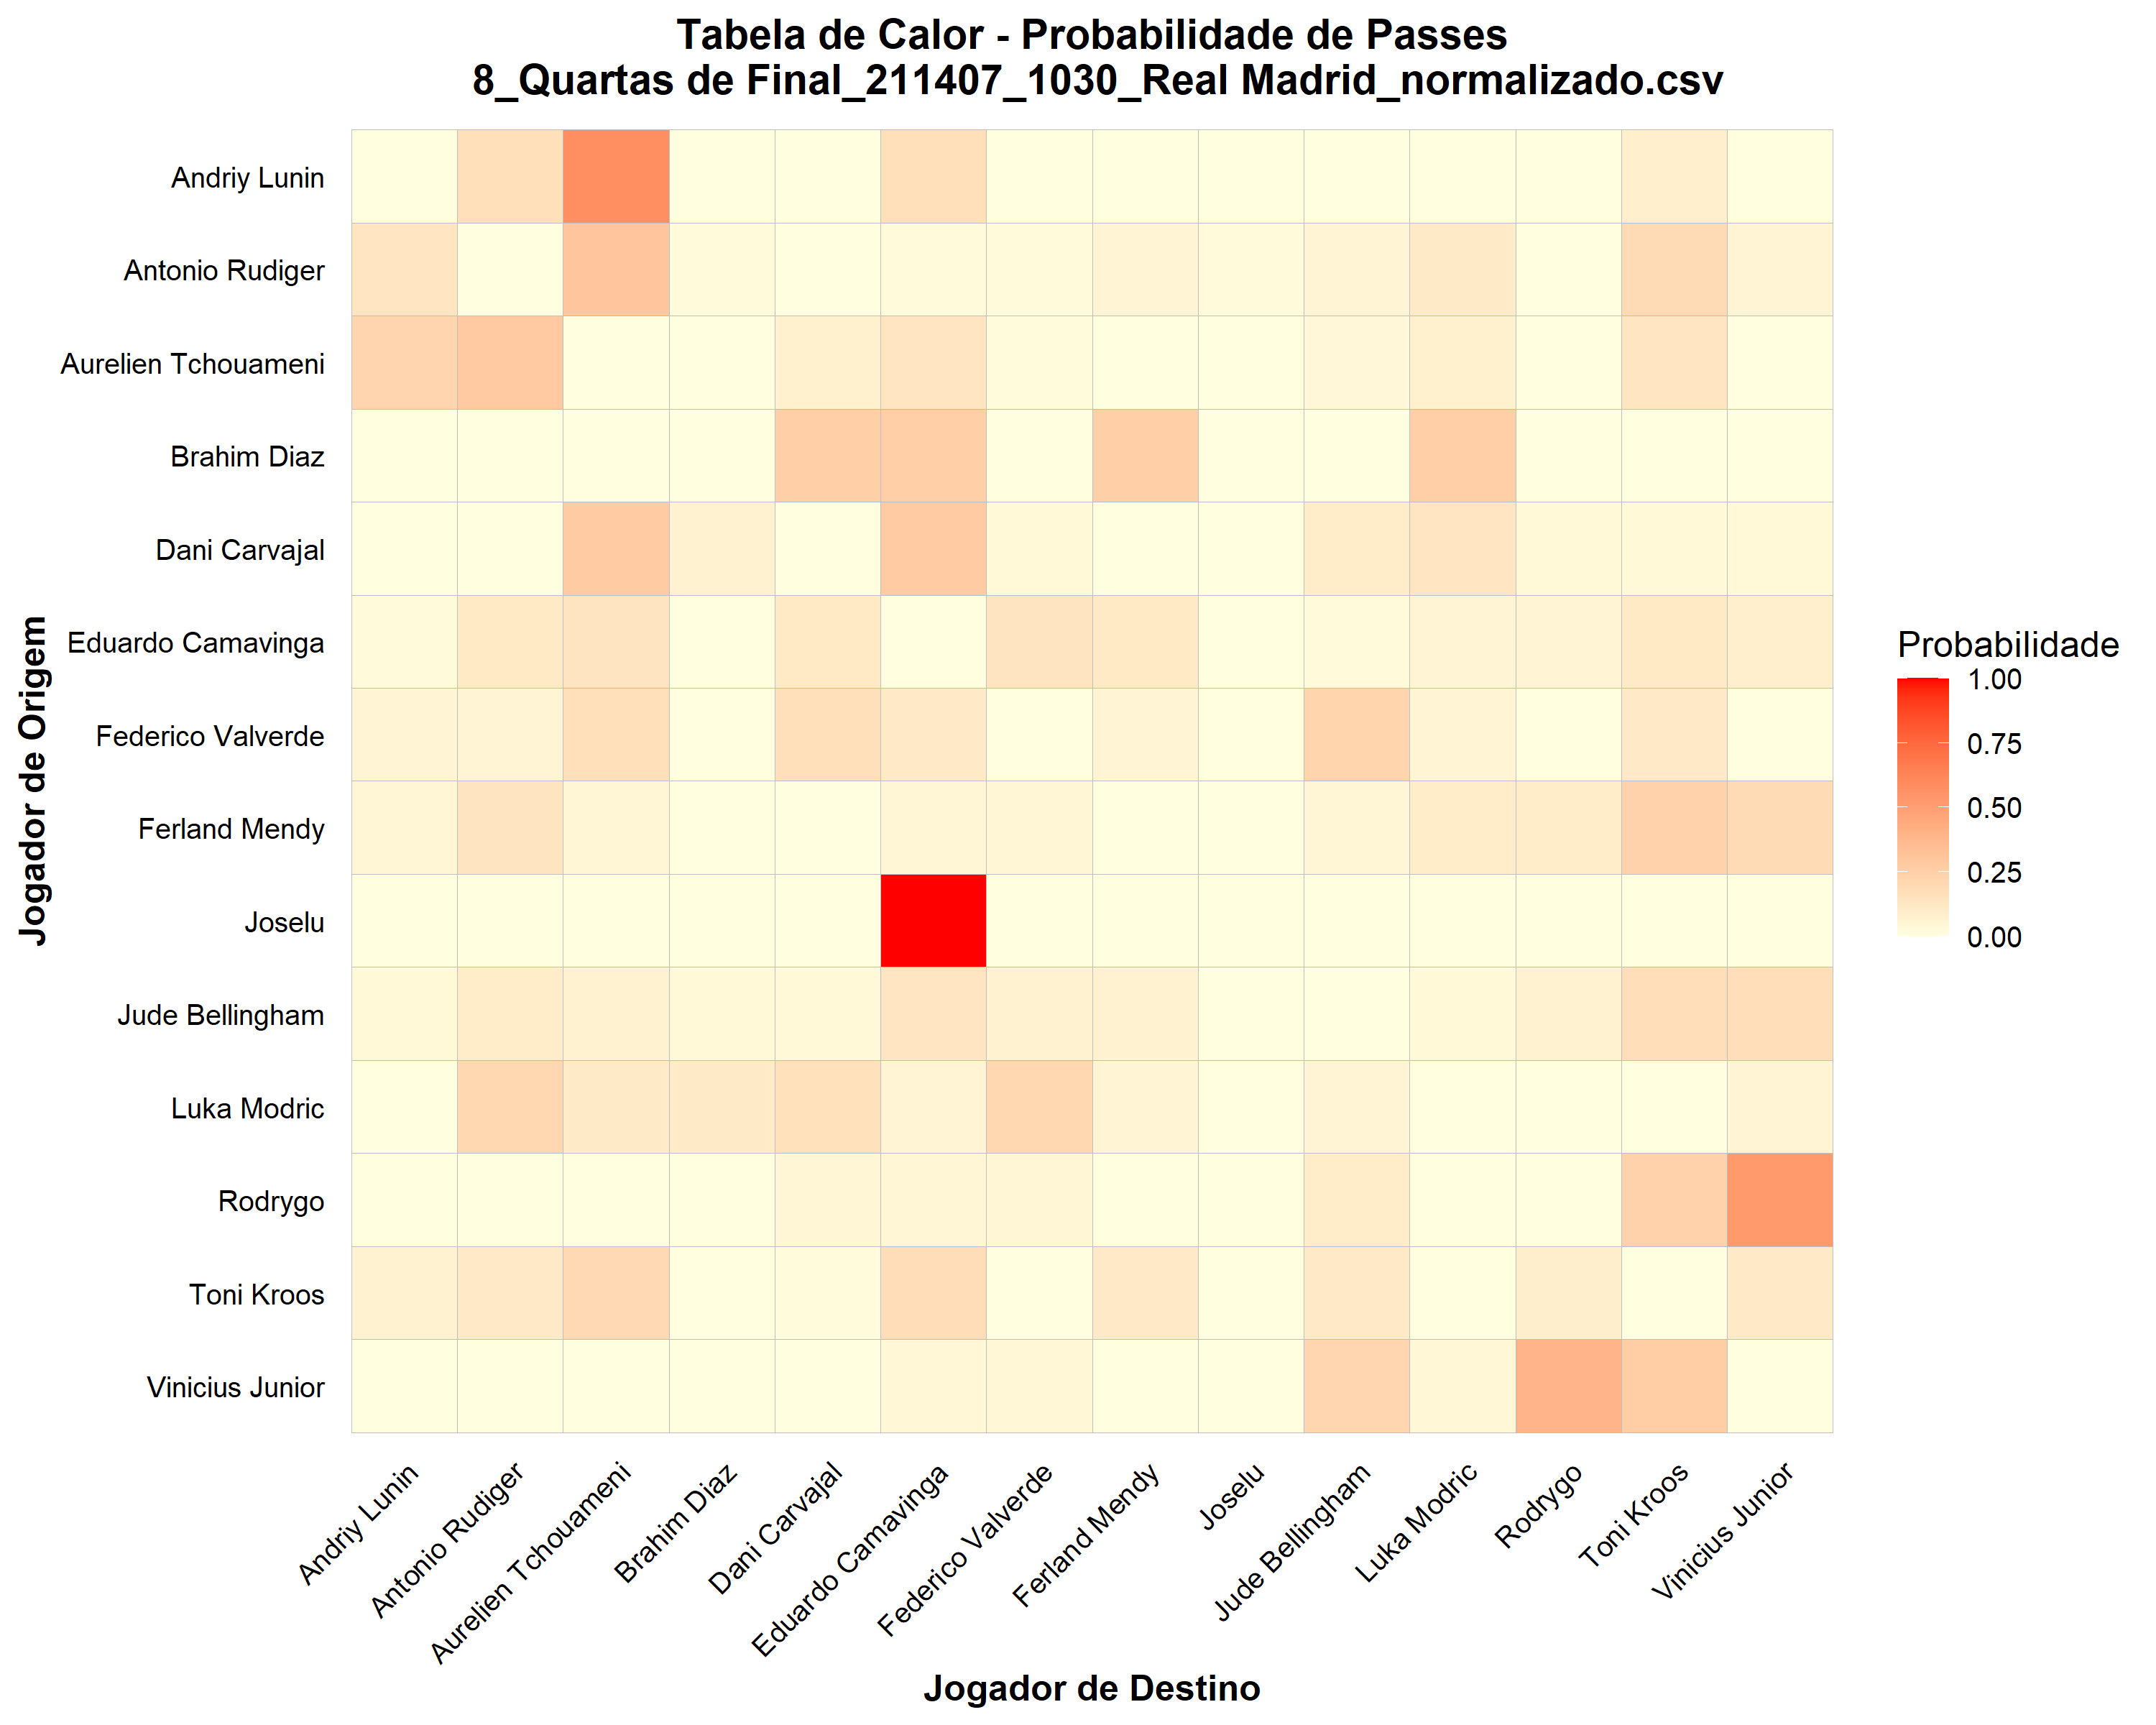 Tabela de Calor - Probabilidade de Passes
8_Quartas de Final_211407_1030_Real Madrid_normalizado.csv
Jogador de Origem
Andriy Lunin
Antonio Rudiger
Aurelien Tchouameni
Brahim Diaz
Dani Carvajal
Eduardo Camavinga
Federico Valverde
Ferland Mendy
Joselu
Jude Bellingham
Luka Modric
Rodrygo
Toni Kroos
Vinicius Junior
Probabilidade
1.00
0.75
0.50
0.25
0.00
Andriy Lunin
Antonio Rudiger
Aurelien Tchouameni
Brahim Diaz
Dani Carvajal
Eduardo Camavinga
Federico Valverde
Ferland Mendy
Joselu
Jude Bellingham
Luka Modric
Rodrygo
Toni Kroos
Vinicius Junior
Jogador de Destino